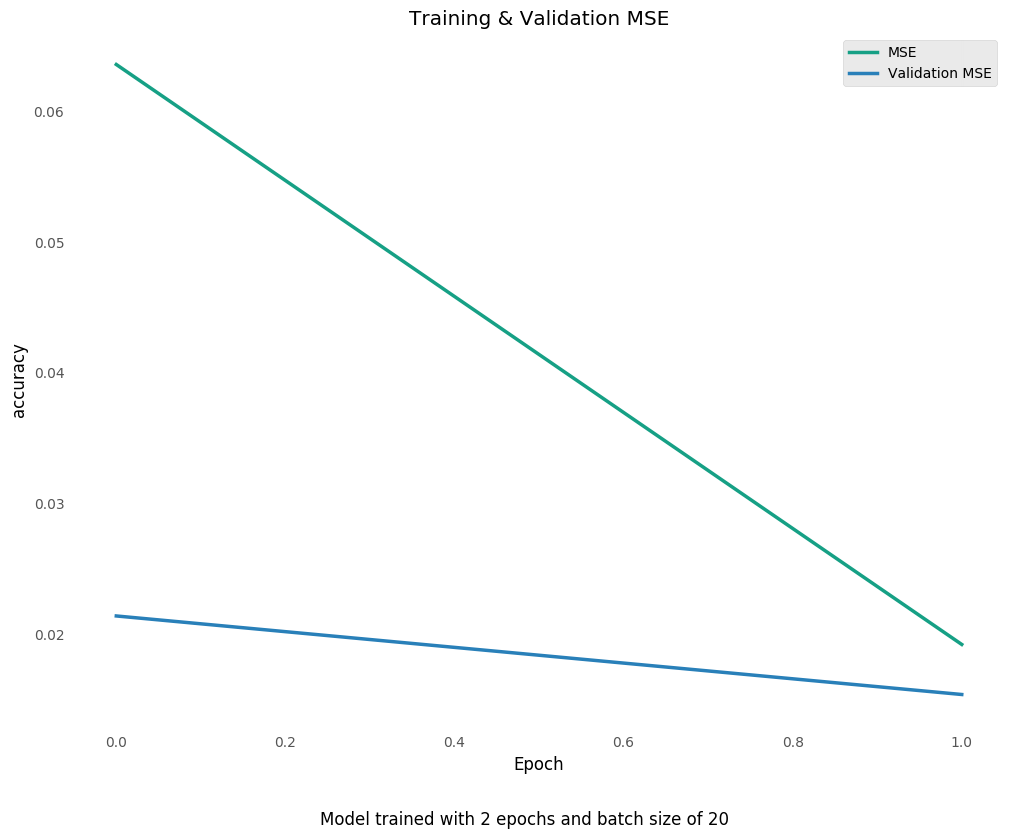 Training & Validation MSE
MSE
Validation MSE
0.06
0.05
0.04
0.03
0.02
accuracy
0.0 0.2 0.4 0.6 0.8 1.0
Epoch
Model trained with 2 epochs and batch size of 20